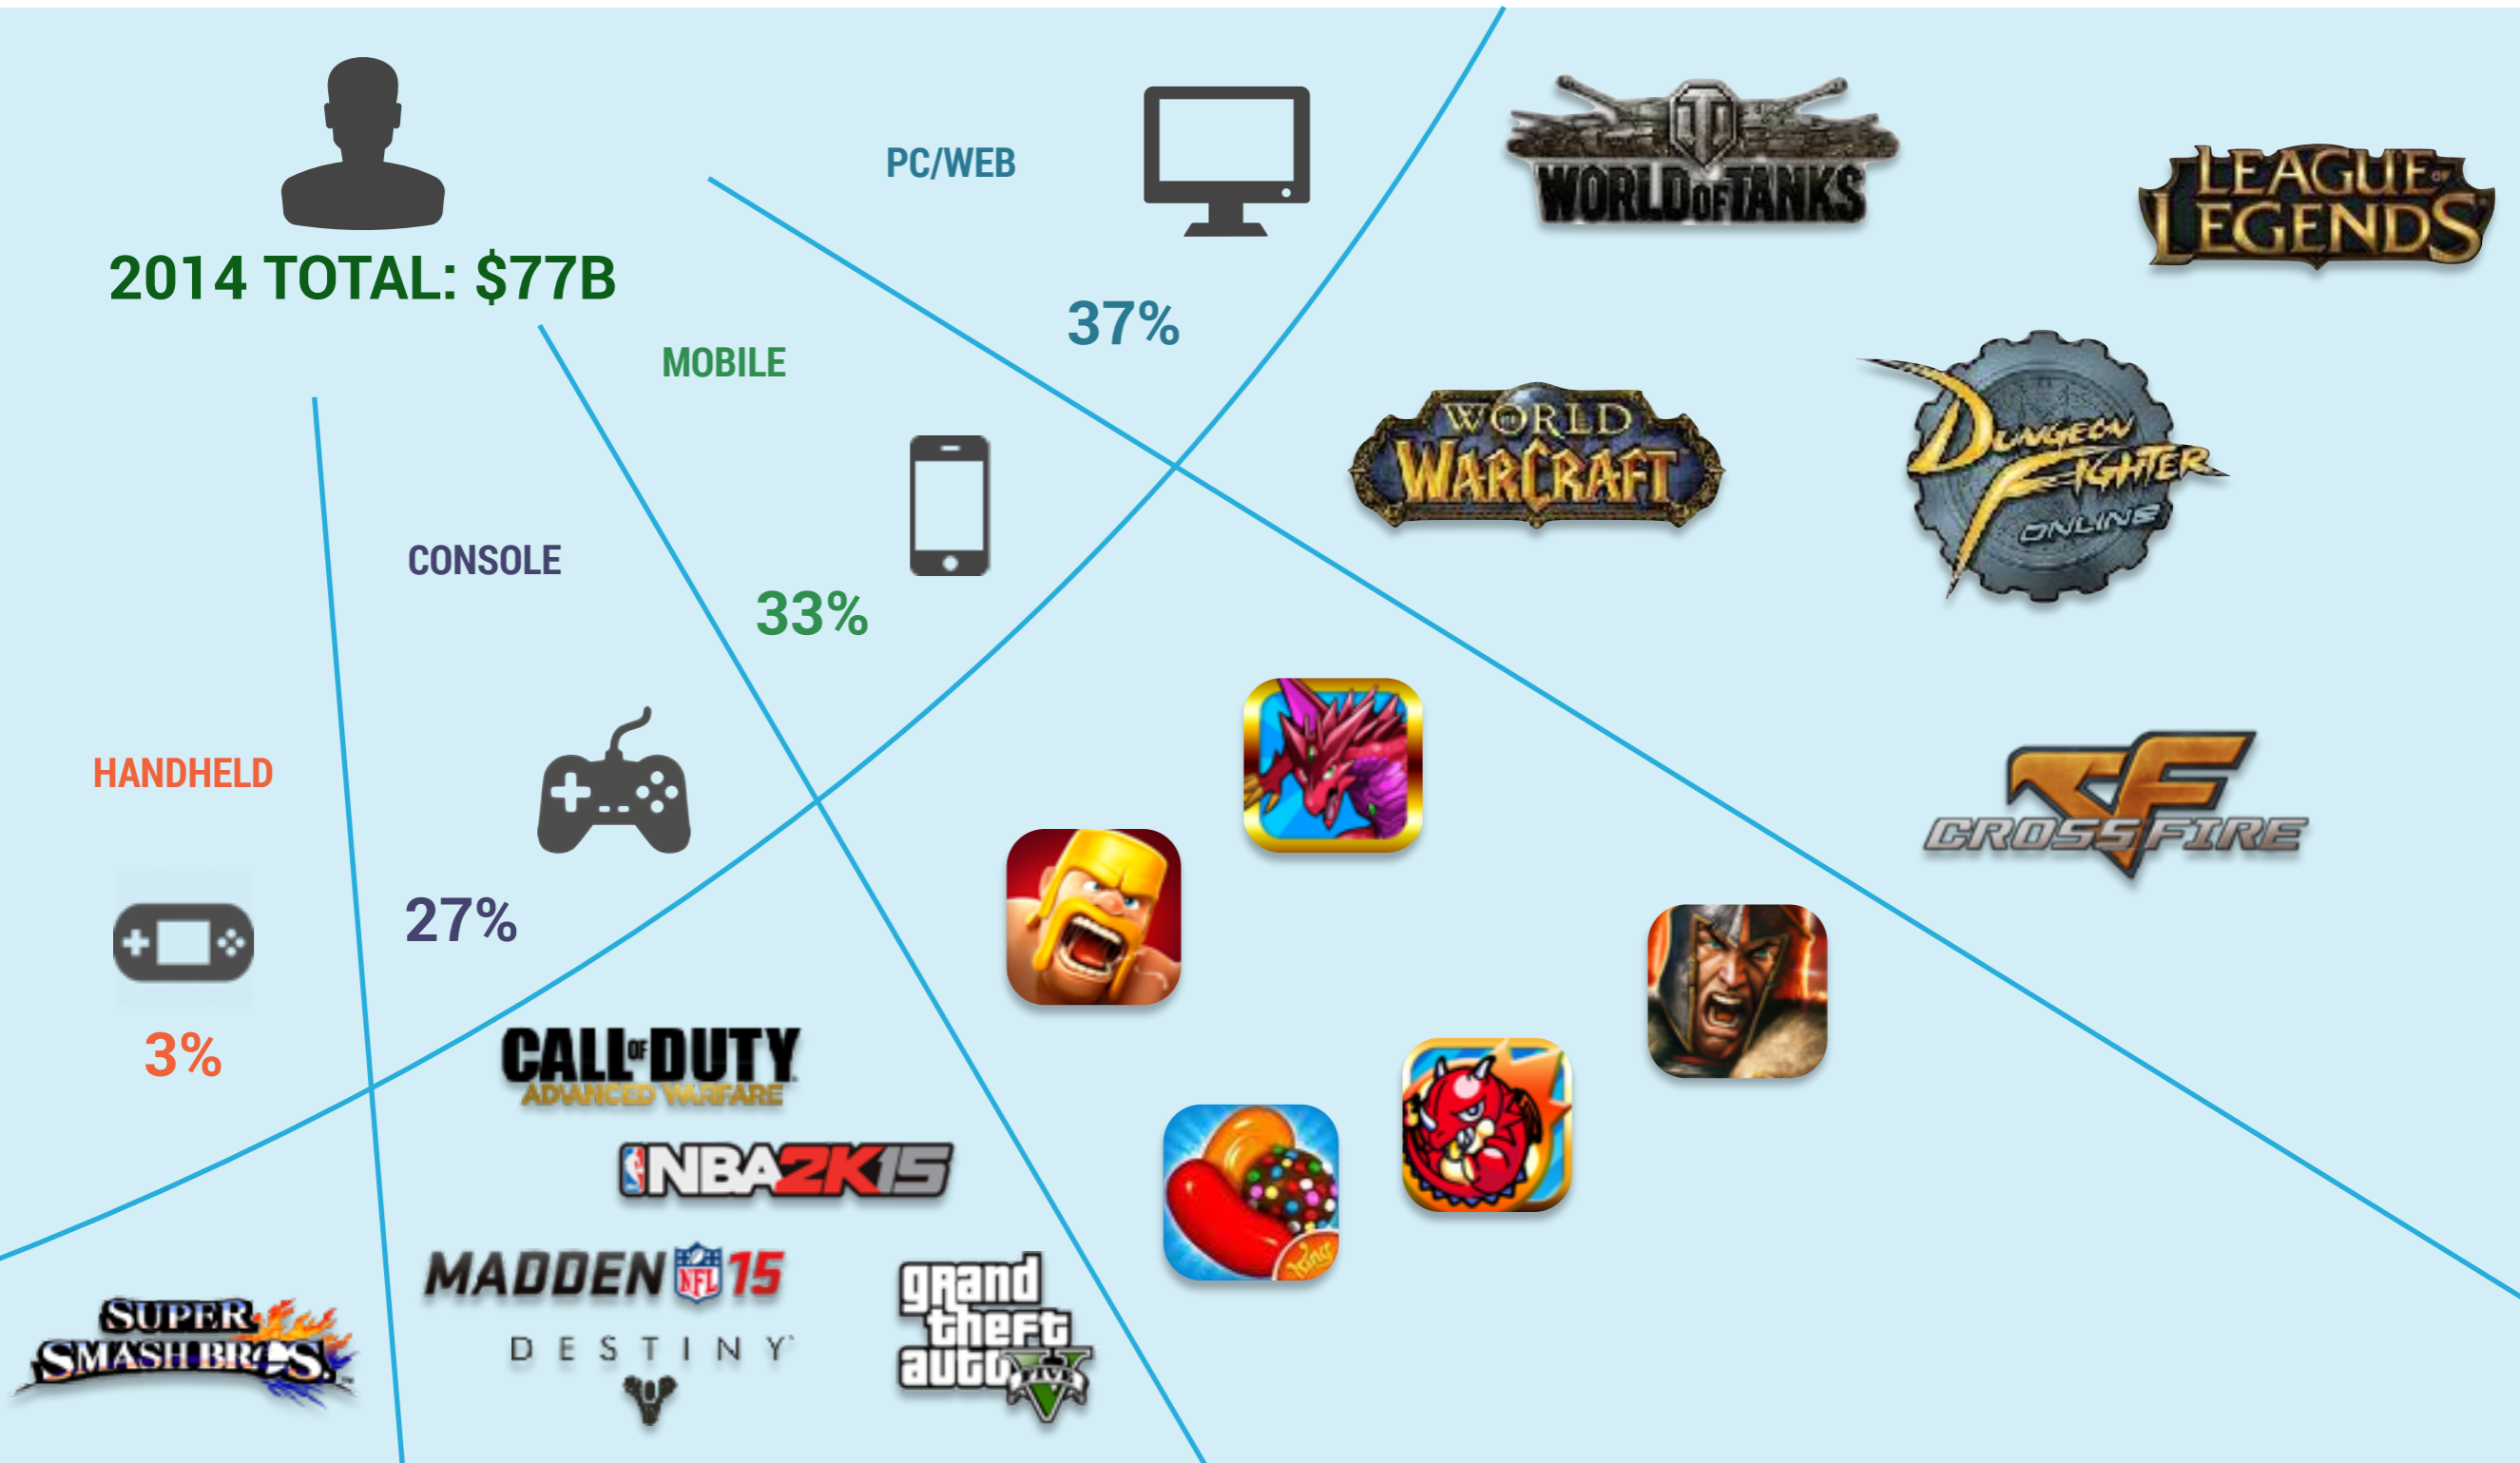 2014 TOTAL: $77B
PC/WEB
37%
MOBILE
33%
CONSOLE
27%
HANDHELD
3%
WORLD OF TANKS
LEAGUE OF
LEGENDS
WORLD
WARCRAFT
DUNGEON
FIGHTER
ONLINE
CF
CROSSFIRE
King
CALL OF DUTY
ADVANCED WARFARE
NBA 2K15
MADDEN NFL 15
DESTINY
grand
theft
auto
FIVE
V
SUPER
SMASH BROS.